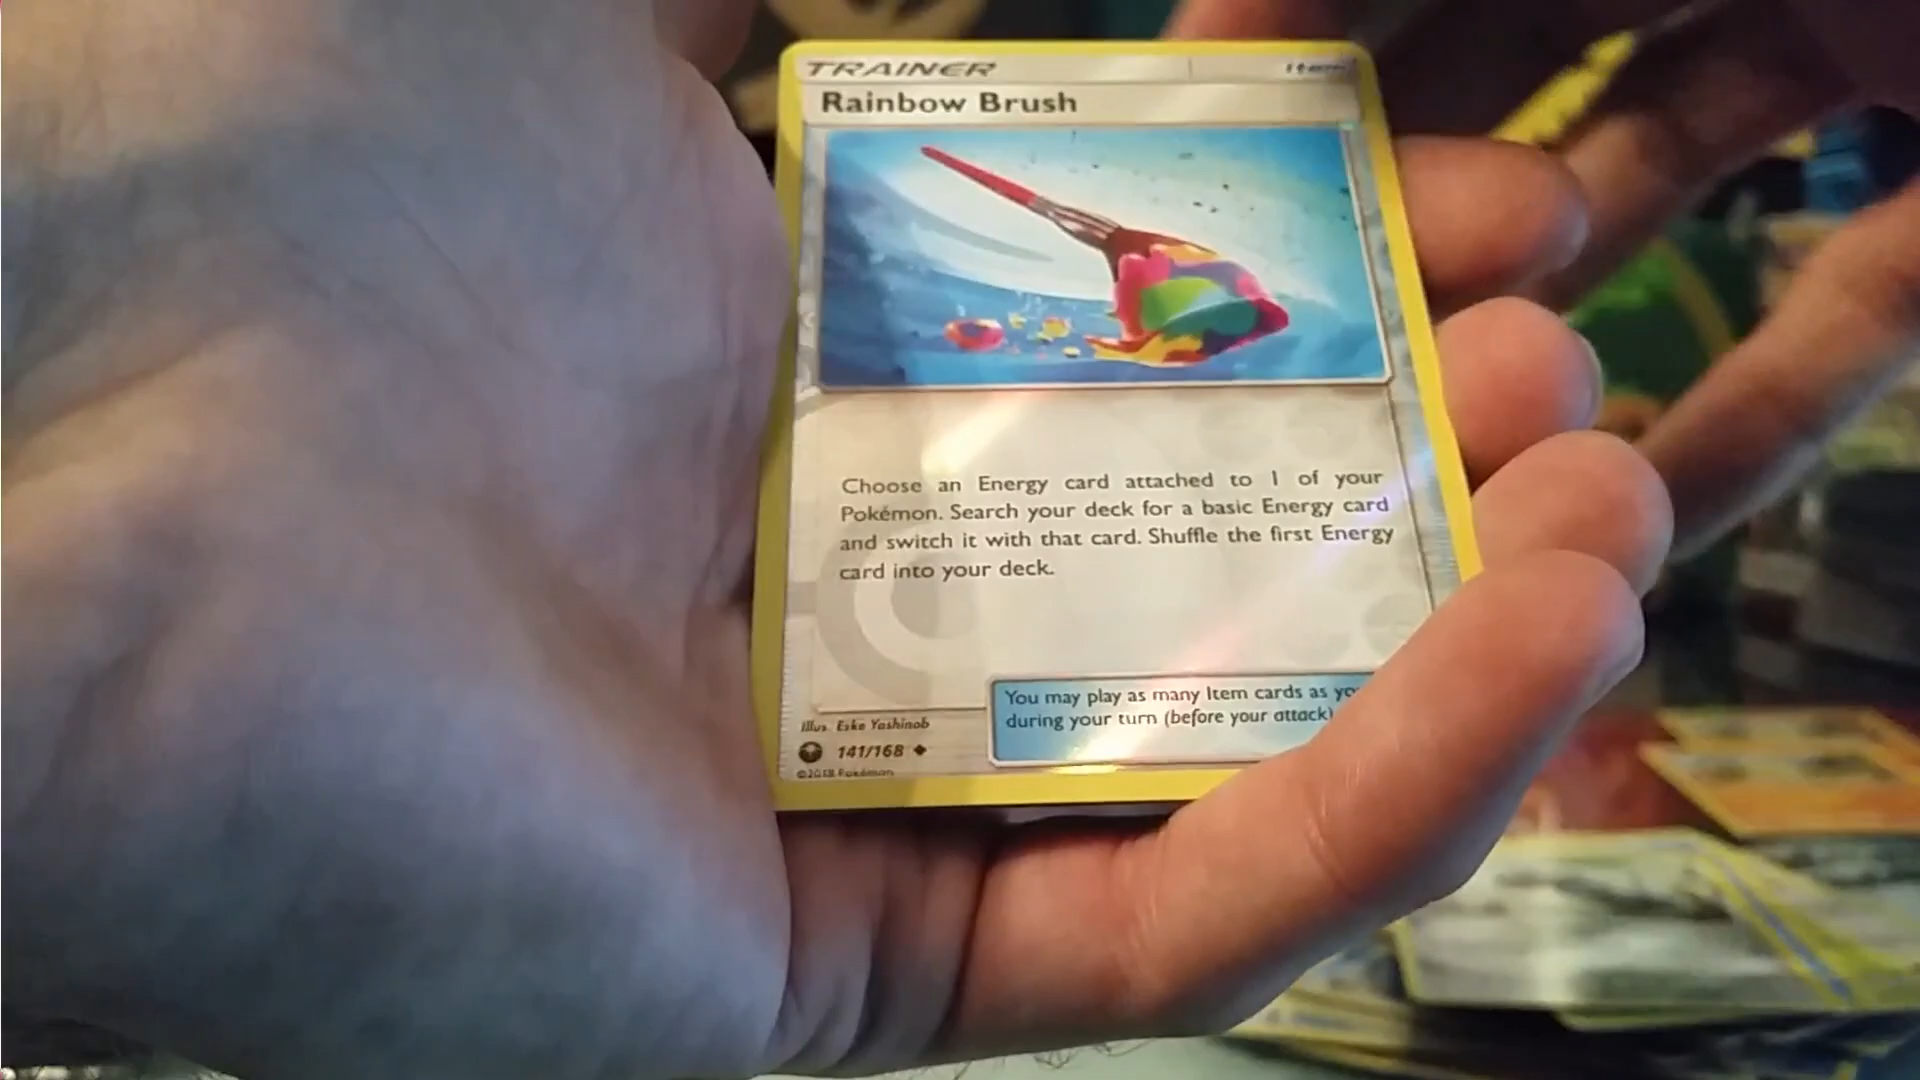 TRAINER Item
Rainbow Brush
Choose an Energy card attached to 1 of your
Pokémon. Search your deck for a basic Energy card
and switch it with that card. Shuffle the first Energy
card into your deck.
You may play as many Item cards as yo
during your turn (before your attack)
Illus. Eske Yoshinob
141/168
©2018 Pokémon